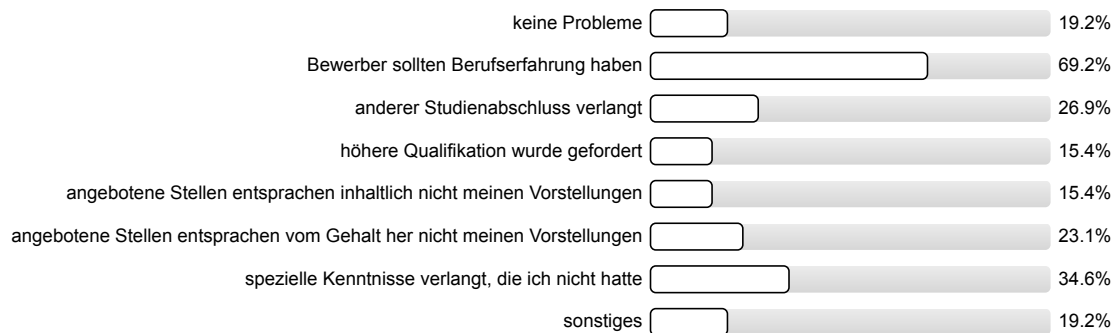 keine Probleme 19.2%
Bewerber sollten Berufserfahrung haben 69.2%
anderer Studienabschluss verlangt 26.9%
höhere Qualifikation wurde gefordert 15.4%
angebotene Stellen entsprachen inhaltlich nicht meinen Vorstellungen 15.4%
angebotene Stellen entsprachen vom Gehalt her nicht meinen Vorstellungen 23.1%
spezielle Kenntnisse verlangt, die ich nicht hatte 34.6%
sonstiges 19.2%